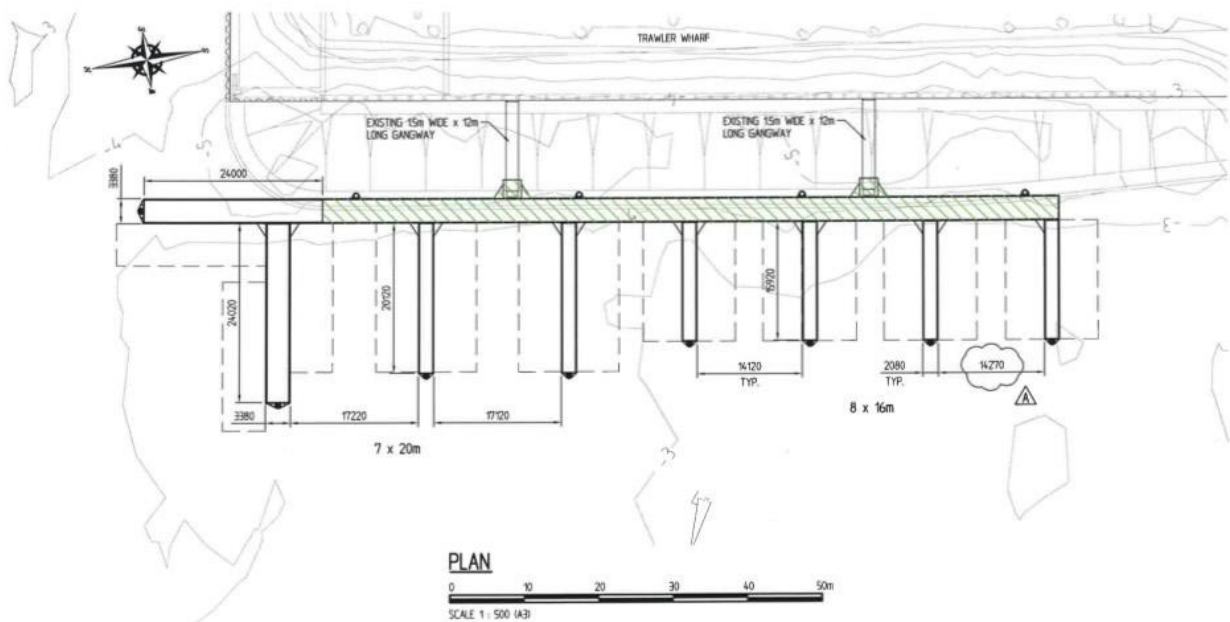 TRAWLER WHARF
EXISTING 1.5m WIDE x 12m
LONG GANGWAY
EXISTING 1.5m WIDE x 12m
LONG GANGWAY
3380
24000
24020
20120
15920
14120
TYP.
2080
TYP.
14270
A
3380
17220
17120
8 x 16m
7 x 20m
PLAN
0 10 20 30 40 50m
SCALE 1 : 500 (A3)